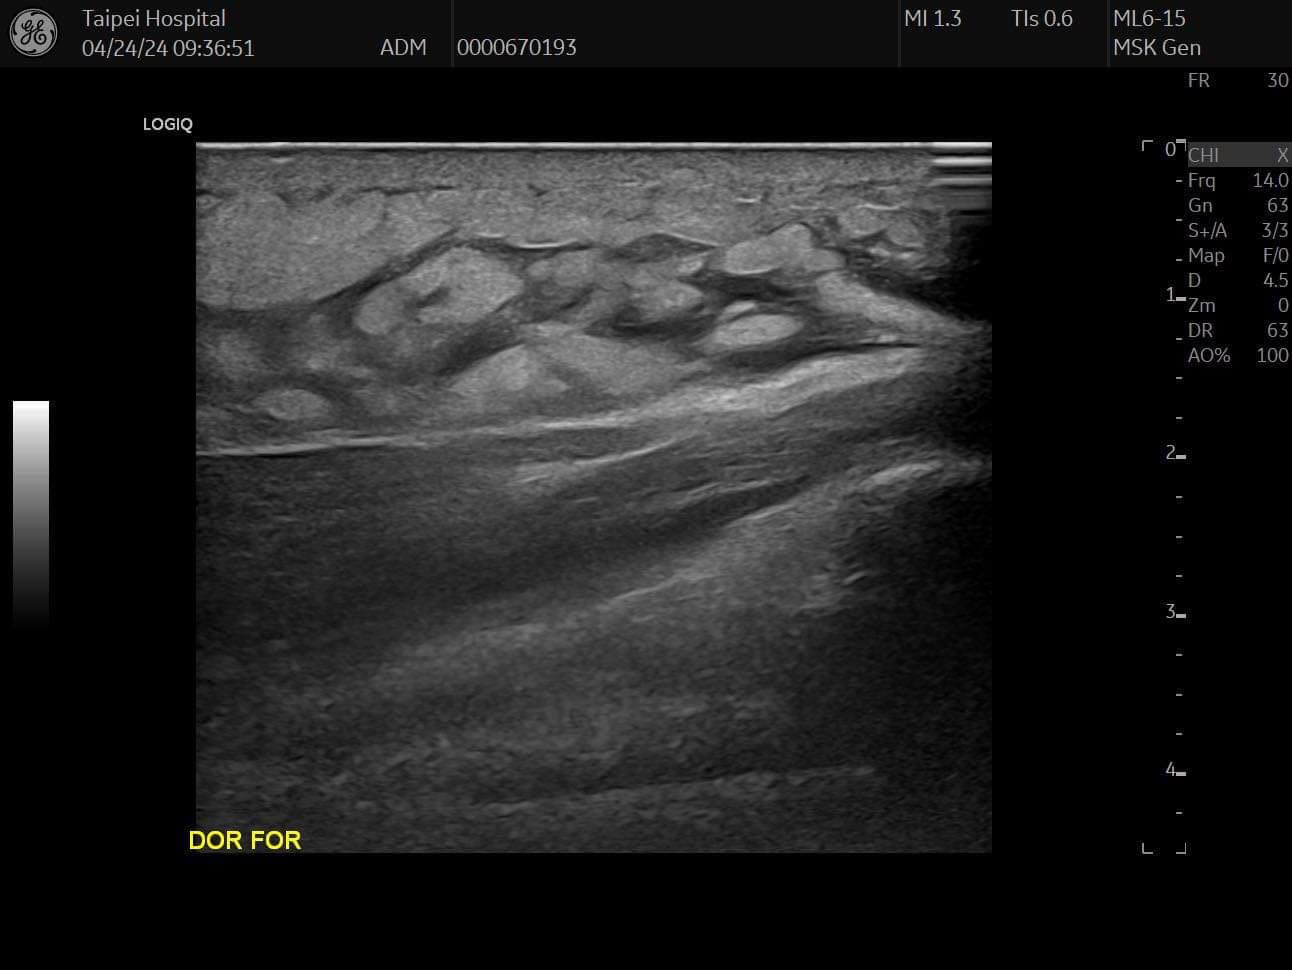 Taipei Hospital
04/24/24 09:36:51 ADM 0000670193
MI 1.3 TIs 0.6
ML6-15
MSK Gen
FR 30
LOGIQ
CHI X
Frq 14.0
Gn 63
S+/A 3/3
Map F/0
D 4.5
Zm 0
DR 63
AO% 100
0
1
2
3
4
DOR FOR
GE